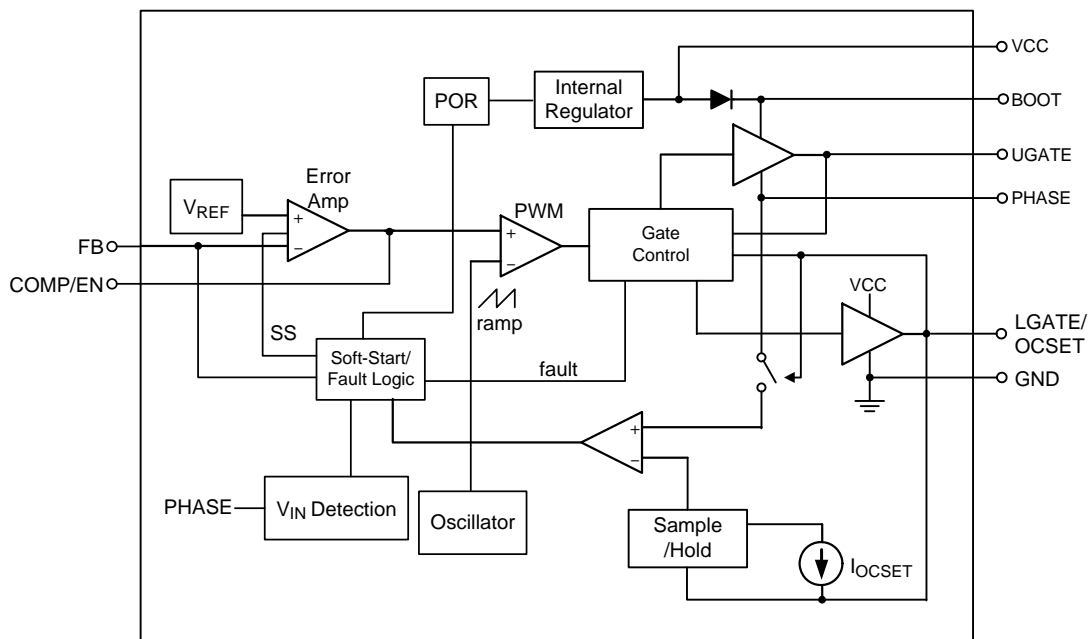 VCC
Internal
Regulator
POR
BOOT
UGATE
Error
Amp
VREF
+
−
PWM
+
−
PHASE
FB
Gate
Control
COMP/EN
VCC
ramp
SS
LGATE/
OCSET
Soft-Start/
Fault Logic
fault
GND
+
−
PHASE
VIN Detection
Oscillator
Sample
/Hold
IOCSET